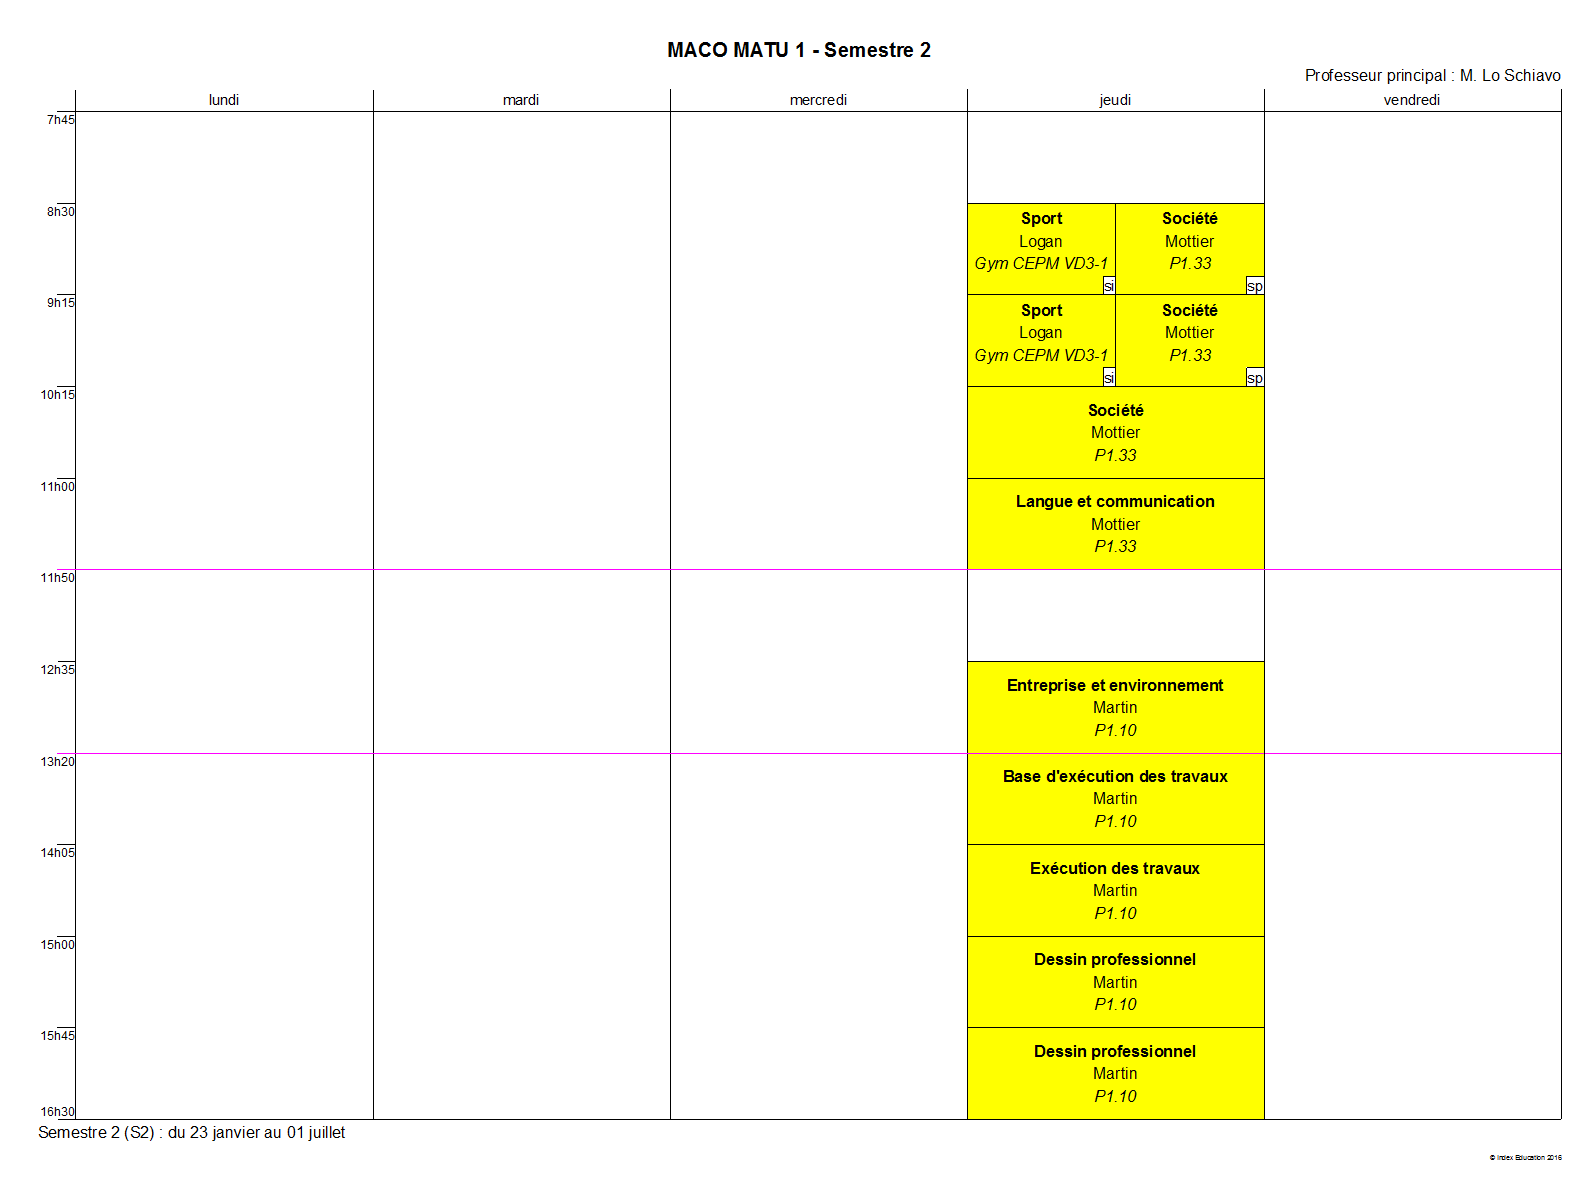 MACO MATU 1 - Semestre 2
Professeur principal : M. Lo Schiavo
lundi mardi mercredi jeudi vendredi
7h45
8h30
Sport Société
Logan Mottier
Gym CEPM VD3-1 P1.33
si sp
9h15
Sport Société
Logan Mottier
Gym CEPM VD3-1 P1.33
si sp
10h15
Société
Mottier
P1.33
11h00
Langue et communication
Mottier
P1.33
11h50
12h35
Entreprise et environnement
Martin
P1.10
13h20
Base d'exécution des travaux
Martin
P1.10
14h05
Exécution des travaux
Martin
P1.10
15h00
Dessin professionnel
Martin
P1.10
15h45
Dessin professionnel
Martin
P1.10
16h30
Semestre 2 (S2) : du 23 janvier au 01 juillet
© Index Education 2016